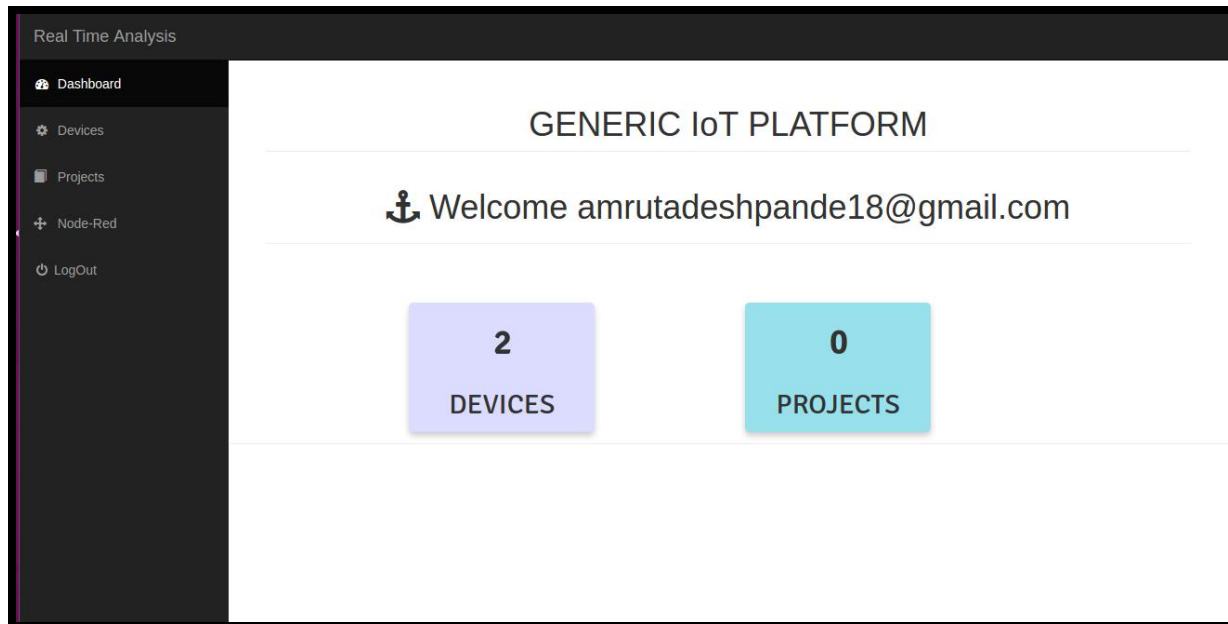 Real Time Analysis
Dashboard
Devices
Projects
Node-Red
LogOut
GENERIC IoT PLATFORM
Welcome amrutadeshpande18@gmail.com
2
DEVICES
0
PROJECTS